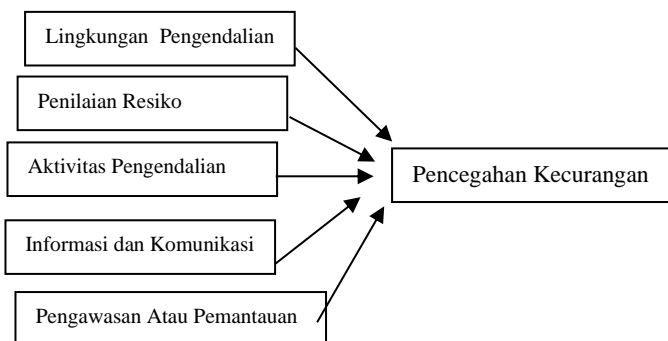 Lingkungan Pengendalian
Penilaian Resiko
Aktivitas Pengendalian
Pencegahan Kecurangan
Informasi dan Komunikasi
Pengawasan Atau Pemantauan